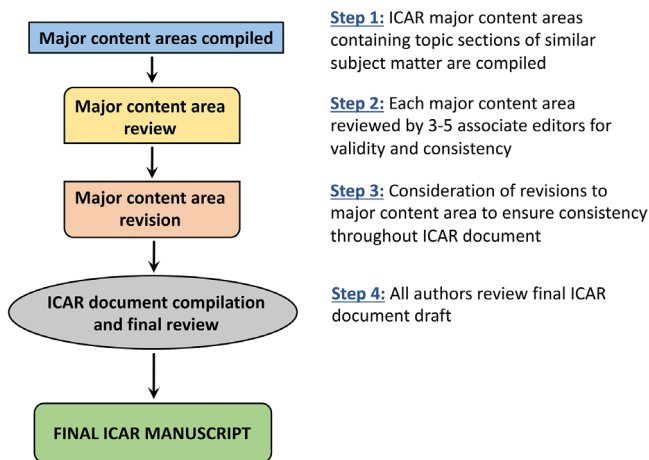 Major content areas compiled
Step 1: ICAR major content areas
containing topic sections of similar
subject matter are compiled
Major content area
review
Step 2: Each major content area
reviewed by 3-5 associate editors for
validity and consistency
Major content area
revision
Step 3: Consideration of revisions to
major content area to ensure consistency
throughout ICAR document
ICAR document compilation
and final review
Step 4: All authors review final ICAR
document draft
FINAL ICAR MANUSCRIPT